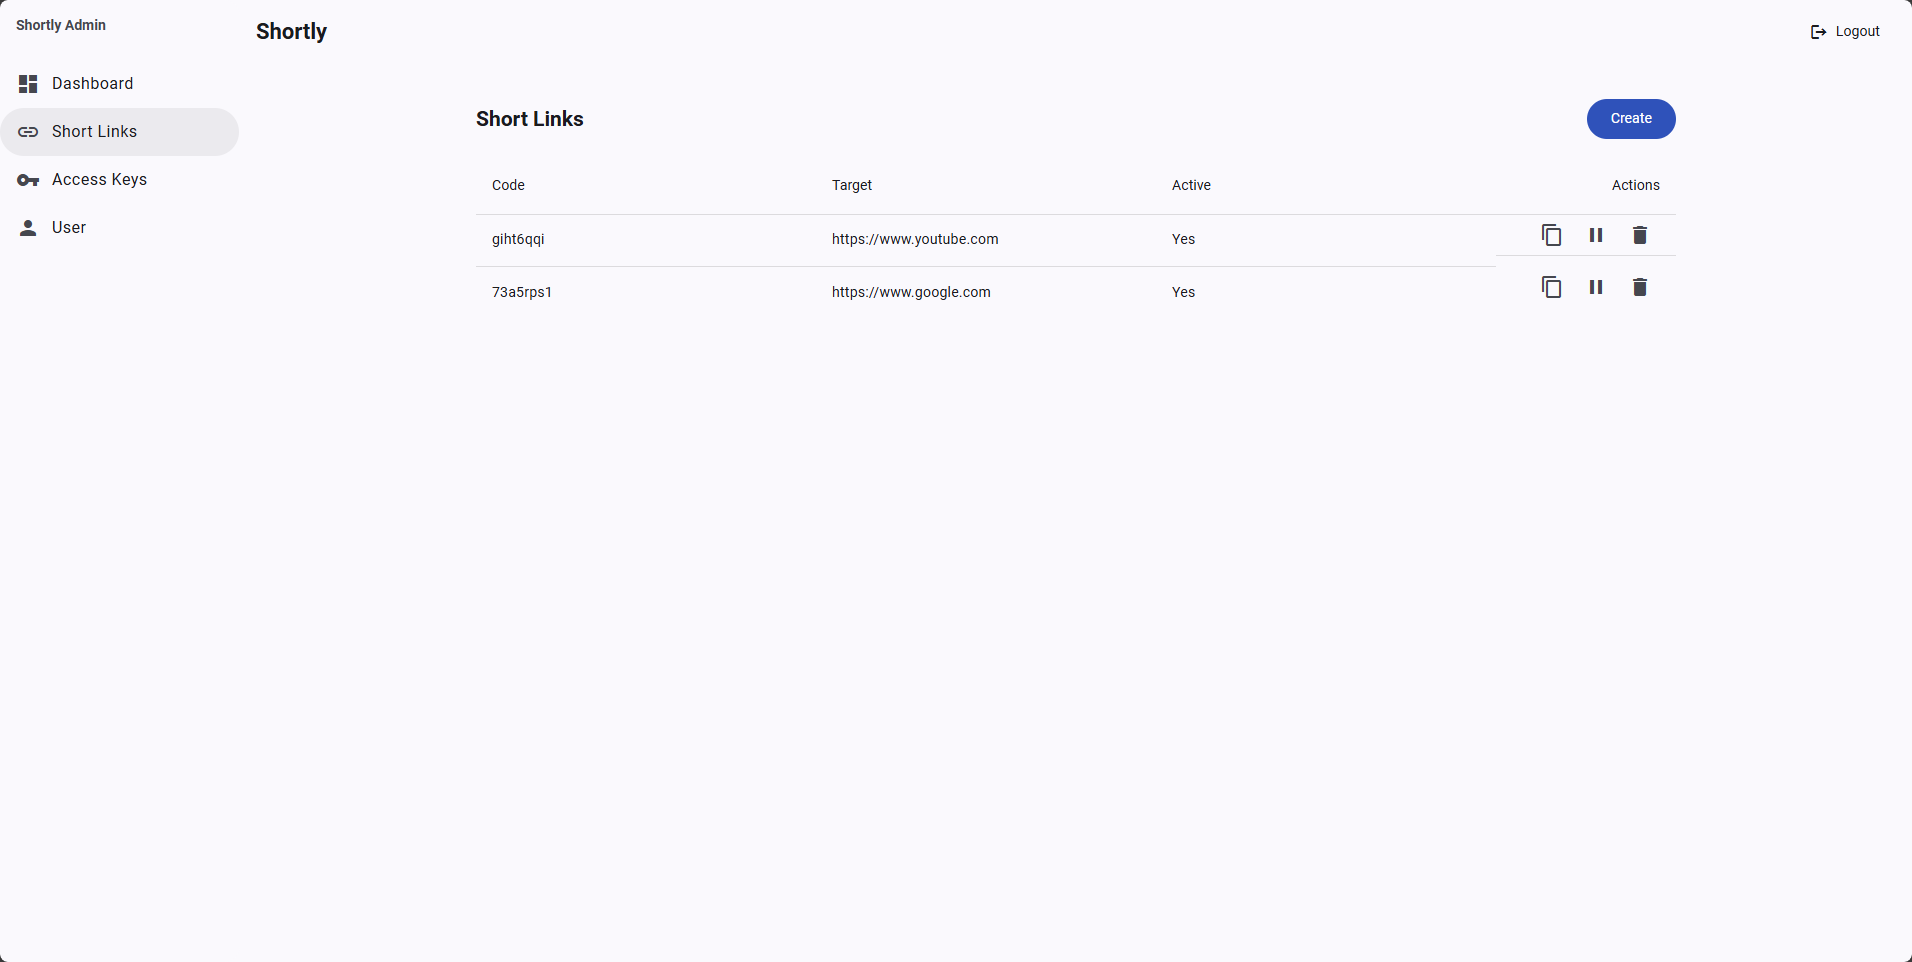 Shortly Admin
Shortly
Logout
Dashboard
Short Links
Access Keys
User
Short Links
Create
Code Target Active Actions
giht6qqi https://www.youtube.com Yes
73a5rps1 https://www.google.com Yes